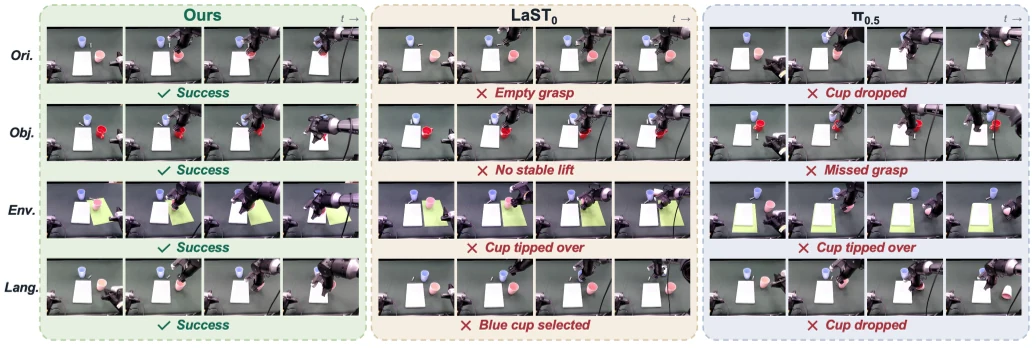 Ours t → LaST₀ t → π₀.₅ t →
Ori.
✓ Success ✕ Empty grasp ✕ Cup dropped
Obj.
✓ Success ✕ No stable lift ✕ Missed grasp
Env.
✓ Success ✕ Cup tipped over ✕ Cup tipped over
Lang.
✓ Success ✕ Blue cup selected ✕ Cup dropped